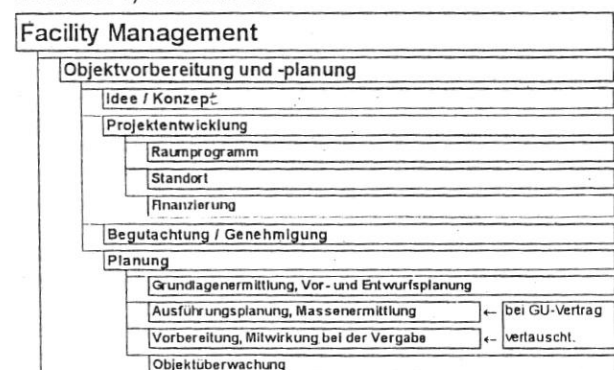 Facility Management
Objektvorbereitung und -planung
Idee / Konzept
Projektentwicklung
Raumprogramm
Standort
Finanzierung
Begutachtung / Genehmigung
Planung
Grundlagenermittlung, Vor- und Entwurfsplanung
Ausführungsplanung, Massenermittlung ← bei GU-Vertrag
Vorbereitung, Mitwirkung bei der Vergabe ← vertauscht.
Objektüberwachung